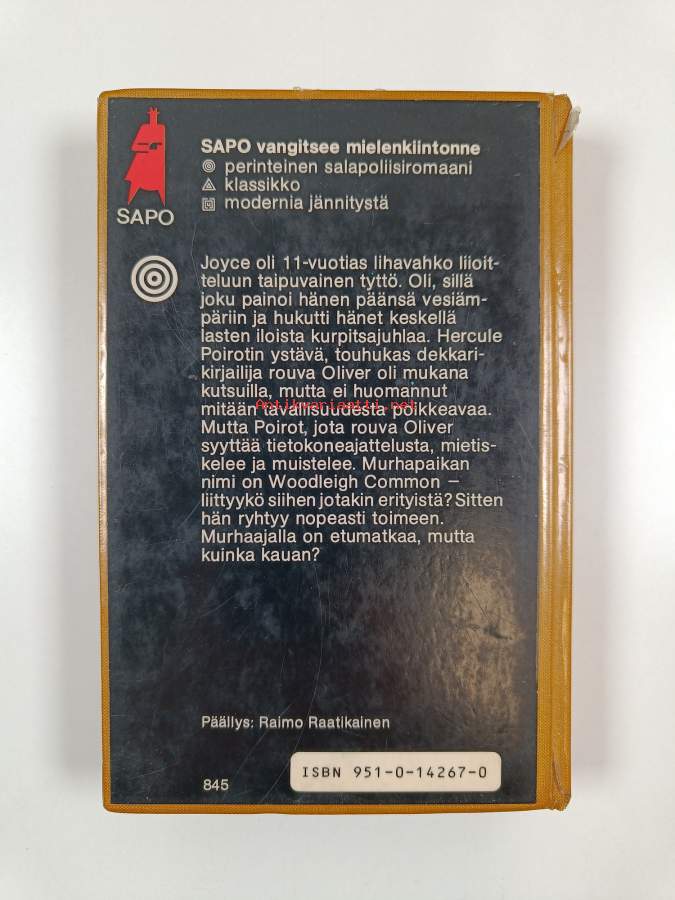 SAPO
SAPO vangitsee mielenkiintonne
perinteinen salapoliisiromaani
klassikko
modernia jännitystä
Joyce oli 11-vuotias lihavahko liioit-
teluun taipuvainen tyttö. Oli, sillä
joku painoi hänen päänsä vesiäm-
päriin ja hukutti hänet keskellä
lasten iloista kurpitsajuhlaa. Hercule
Poirotin ystävä, touhukas dekkari-
kirjailija rouva Oliver oli mukana
kutsuilla, mutta ei huomannut
Antikvariaatti.net
mitään tavallisuudesta poikkeavaa.
Mutta Poirot, jota rouva Oliver
syyttää tietokoneajattelusta, mietis-
kelee ja muistelee. Murhapaikan
nimi on Woodleigh Common –
liittyykö siihen jotakin erityistä? Sitten
hän ryhtyy nopeasti toimeen.
Murhaajalla on etumatkaa, mutta
kuinka kauan?
Päällys: Raimo Raatikainen
ISBN 951-0-14267-0
845